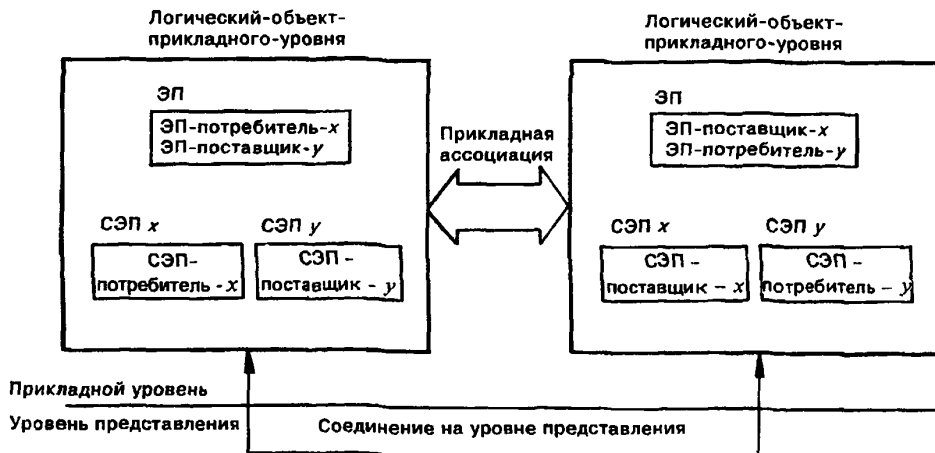 Логический-объект-
прикладного-уровня
ЭП
ЭП-потребитель-x
ЭП-поставщик-y
СЭП x
СЭП y
СЭП-
потребитель - x
СЭП -
поставщик - y
Прикладная
ассоциация
Логический-объект-
прикладного-уровня
ЭП
ЭП-поставщик-x
ЭП-потребитель-y
СЭП x
СЭП y
СЭП -
поставщик - x
СЭП -
потребитель - y
Прикладной уровень
Уровень представления
Соединение на уровне представления